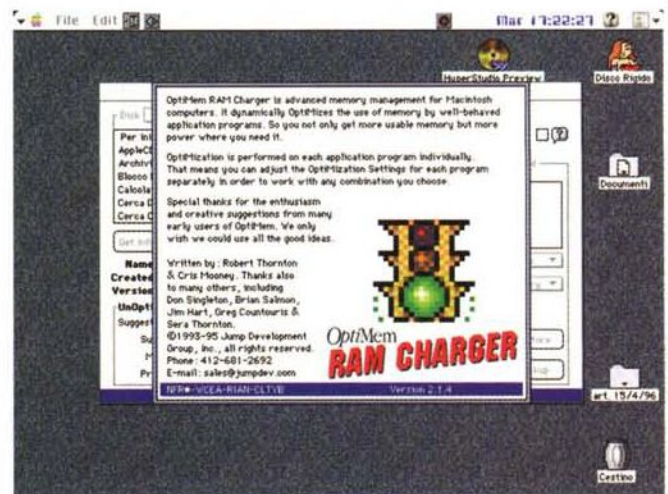 File Edit
Mar 17:22:27
HyperStudio Preview
Disco Rigido
OptiMem RAM Charger is advanced memory management for Macintosh
computers. It dynamically OptiMizes the use of memory by well-behaved
application programs. So you not only get more usable memory but more
power where you need it.
OptiMization is performed on each application program individually.
That means you can adjust the OptiMization Settings for each program
separately in order to work with any combination you choose.
Special thanks for the enthusiasm
and creative suggestions from many
early users of OptiMem. We only
wish we could use all the good ideas.
Written by: Robert Thornton
& Cris Mooney. Thanks also
to many others, including
Don Singleton, Brian Salmon,
Jim Hart, Greg Countouris &
Sera Thornton.
©1993-95 Jump Development
Group, Inc., all rights reserved.
Phone: 412-681-2692
E-mail: sales@jumpdev.com
OptiMem
RAM CHARGER
Version 2.1.4
Disk
Per Ini
AppleCD
Archivi
Blocco
Calcola
Cerca
Cerca
Get Inf
Name
Created
Version
UnOpti
Suggest
Su
M
Pr
Documenti
art. 15/4/96
Cestino